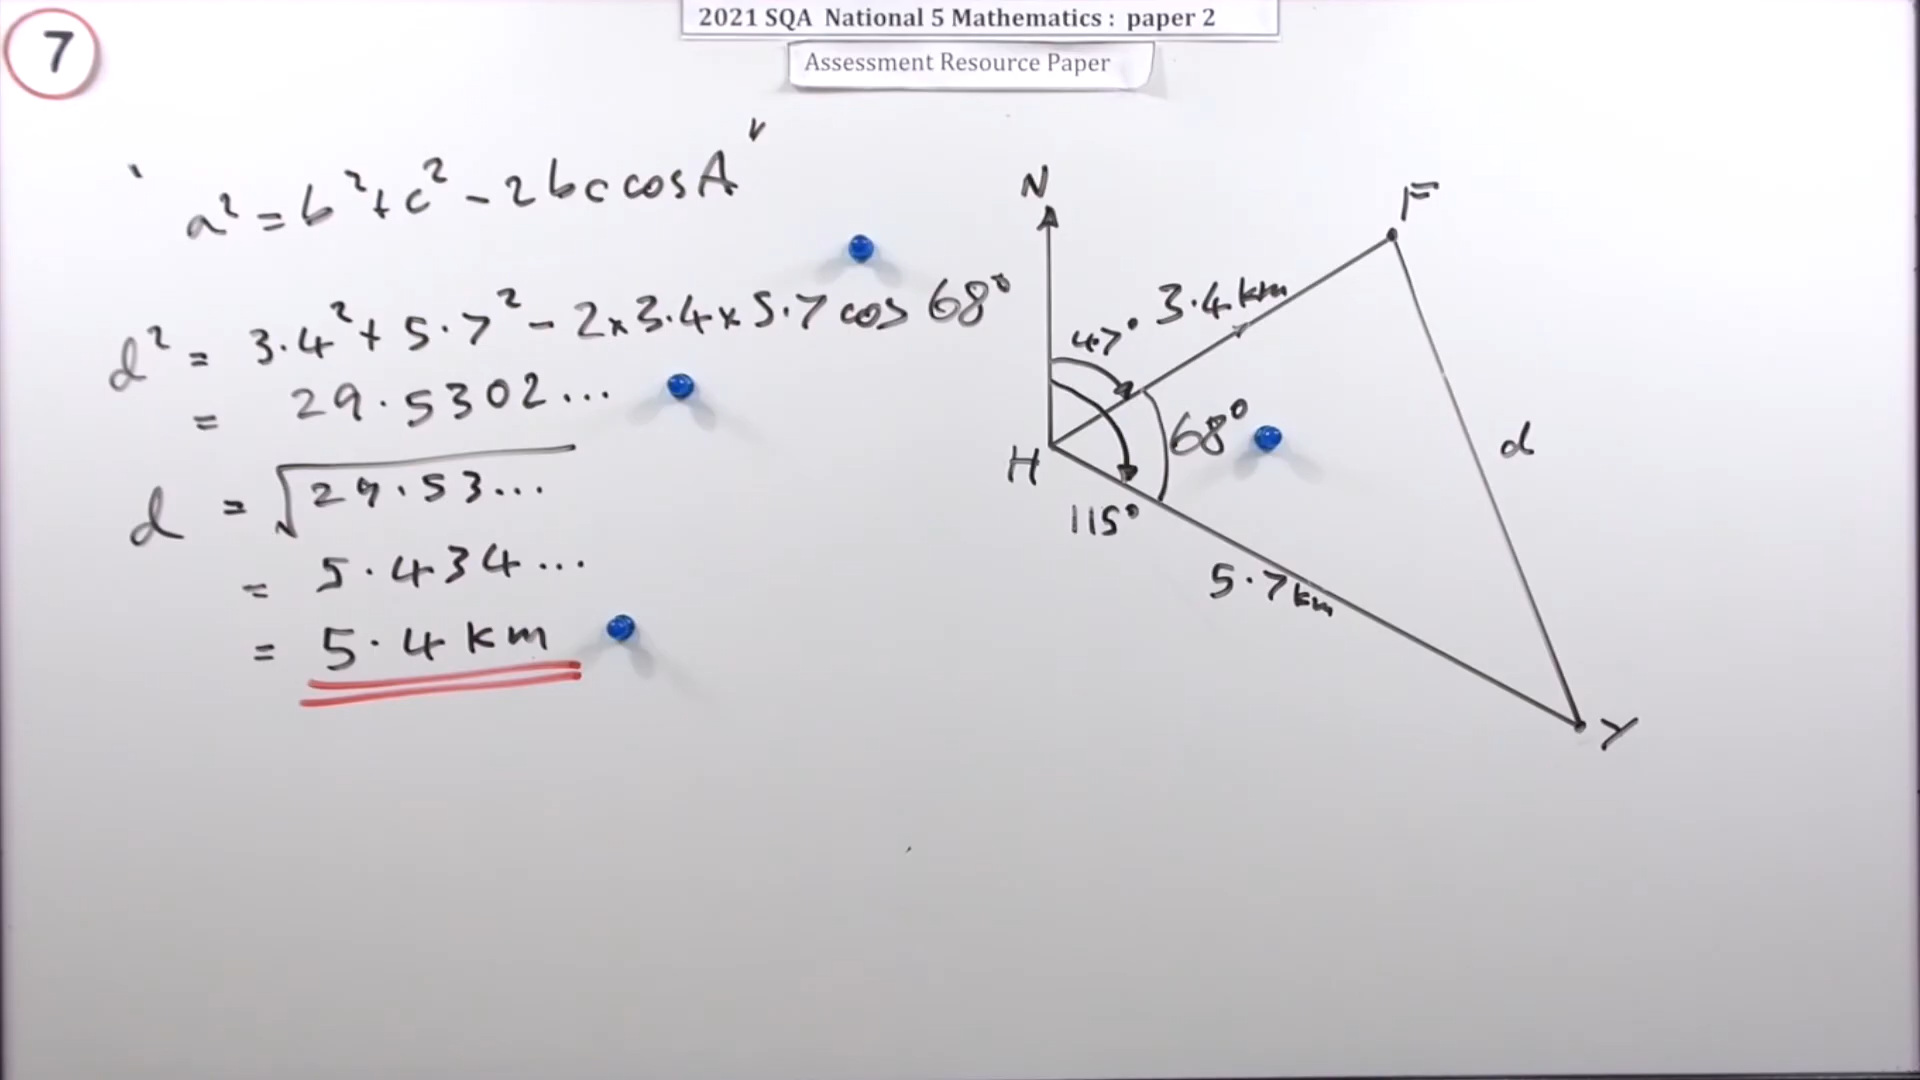 7
2021 SQA National 5 Mathematics : paper 2
Assessment Resource Paper
a² = b² + c² - 2bc cosA
d² = 3.4² + 5.7² - 2 x 3.4 x 5.7 cos 68°
= 29.5302...
d = √29.53...
= 5.434...
= 5.4 km
N
F
3.4 km
47°
68°
H
d
115°
5.7 km
Y